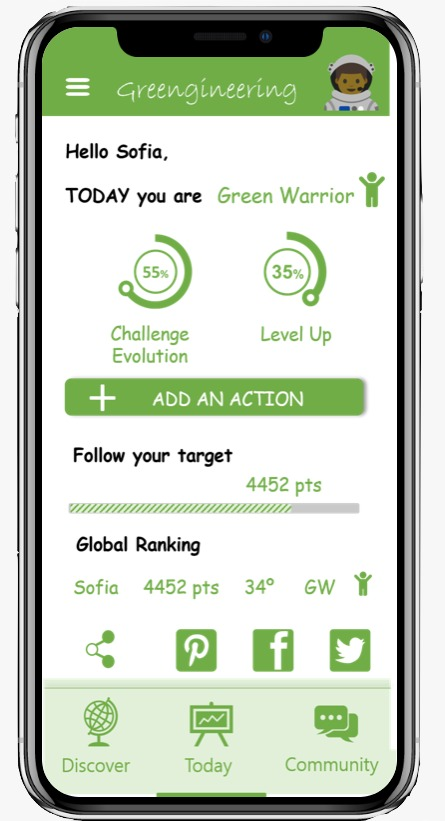 Greengineering
Hello Sofia,
TODAY you are Green Warrior
55% 35%
Challenge Evolution Level Up
ADD AN ACTION
Follow your target
4452 pts
Global Ranking
Sofia 4452 pts 34º GW
Discover Today Community